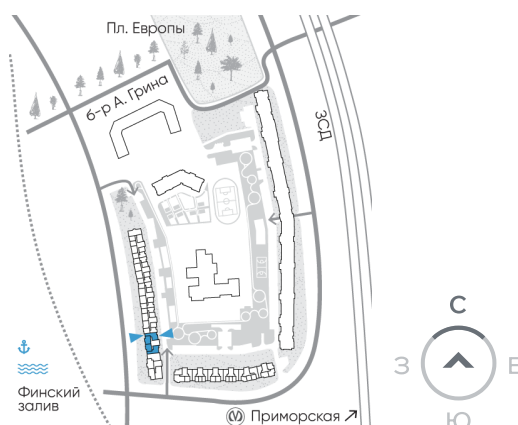 Пл. Европы
б-р А. Грина
ЗСД
С
З
Ю
Финский
залив
Приморская